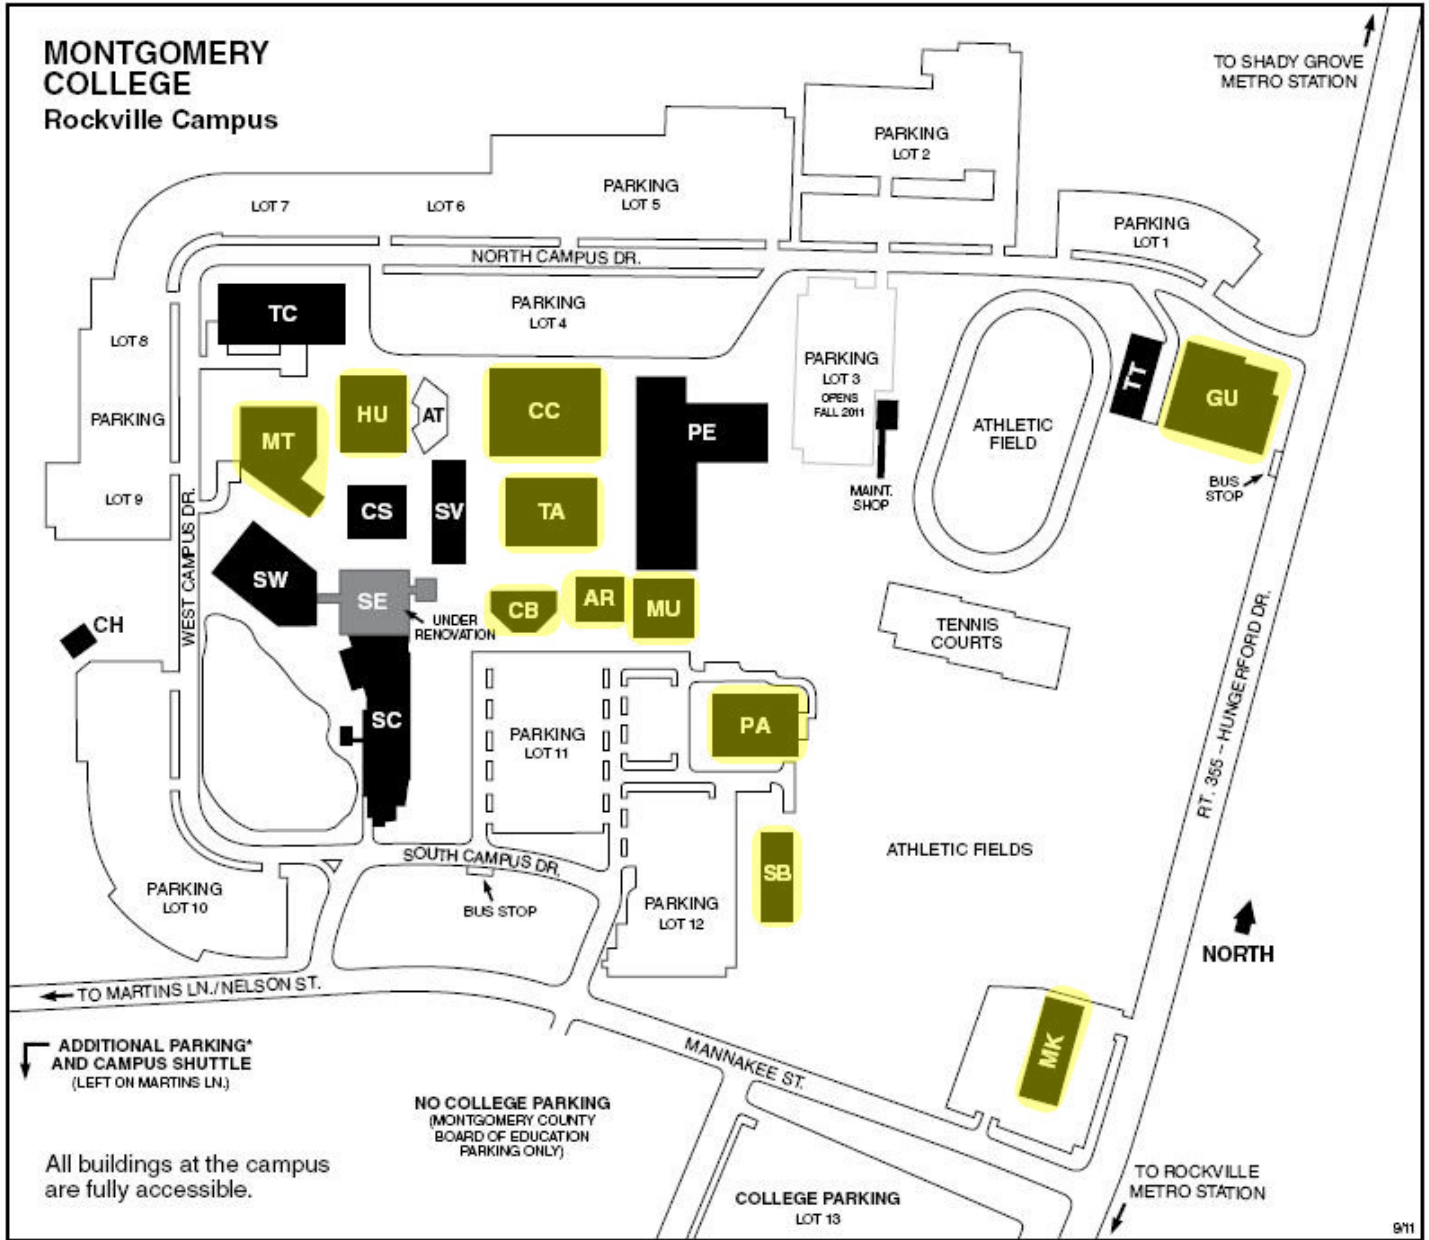 MONTGOMERY
COLLEGE
Rockville Campus
TO SHADY GROVE
METRO STATION
PARKING
LOT 2
PARKING
LOT 5
LOT 7
LOT 6
PARKING
LOT 1
NORTH CAMPUS DR.
PARKING
LOT 4
TC
LOT 8
PARKING
LOT 3
OPENS
FALL 2011
TT
GU
HU
AT
CC
PE
MT
PARKING
ATHLETIC
FIELD
LOT 9
CS
SV
TA
MAINT.
SHOP
BUS
STOP
WEST CAMPUS DR.
SW
SE
UNDER
RENOVATION
CB
AR
MU
CH
TENNIS
COURTS
RT. 355 – HUNGERFORD DR.
SC
PARKING
LOT 11
PA
SOUTH CAMPUS DR.
ATHLETIC FIELDS
SB
PARKING
LOT 10
BUS STOP
PARKING
LOT 12
NORTH
TO MARTINS LN./NELSON ST.
MK
ADDITIONAL PARKING*
AND CAMPUS SHUTTLE
(LEFT ON MARTINS LN.)
MANNAKEE ST.
NO COLLEGE PARKING
(MONTGOMERY COUNTY
BOARD OF EDUCATION
PARKING ONLY)
All buildings at the campus
are fully accessible.
COLLEGE PARKING
LOT 13
TO ROCKVILLE
METRO STATION
9/11